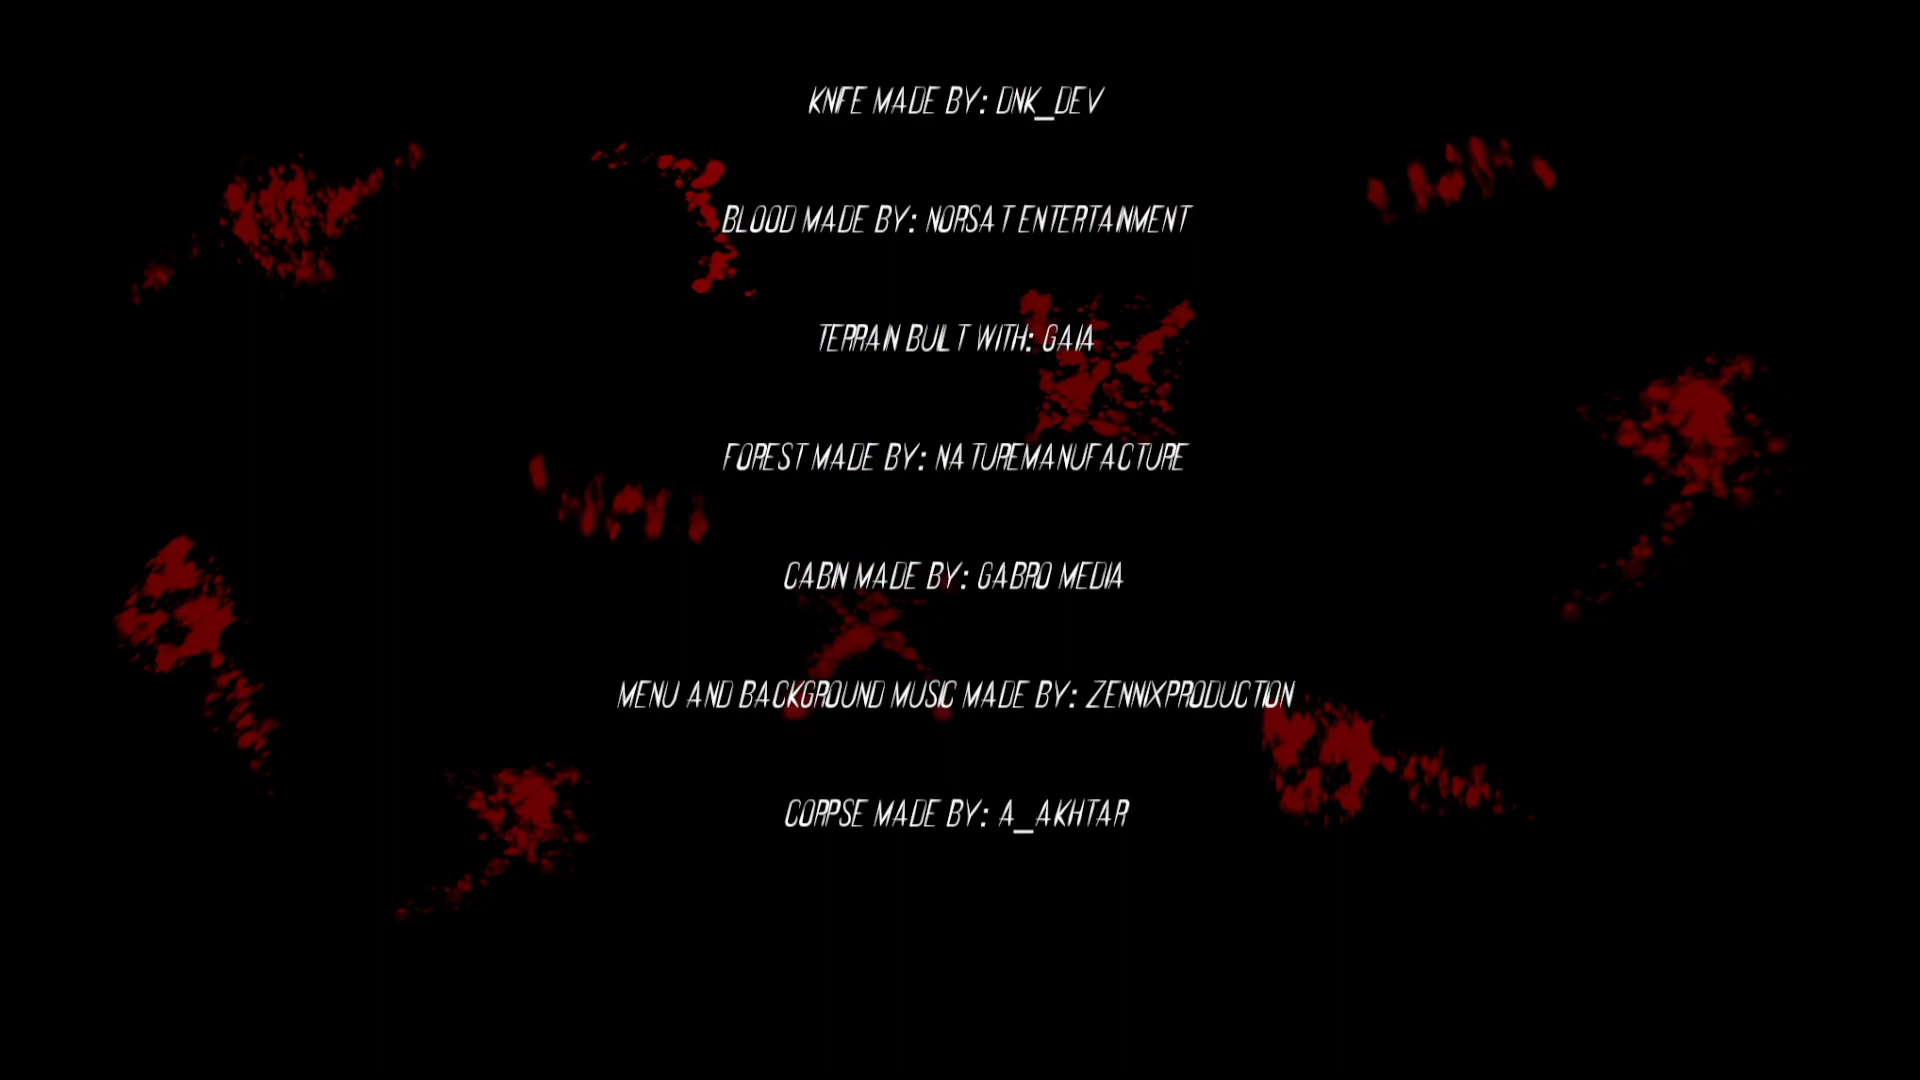 KNIFE MADE BY: DNK_DEV
BLOOD MADE BY: NORSAT ENTERTAINMENT
TERRAIN BUILT WITH: GAIA
FOREST MADE BY: NATUREMANUFACTURE
CABIN MADE BY: GABRO MEDIA
MENU AND BACKGROUND MUSIC MADE BY: ZENNIXPRODUCTION
CORPSE MADE BY: A_AKHTAR